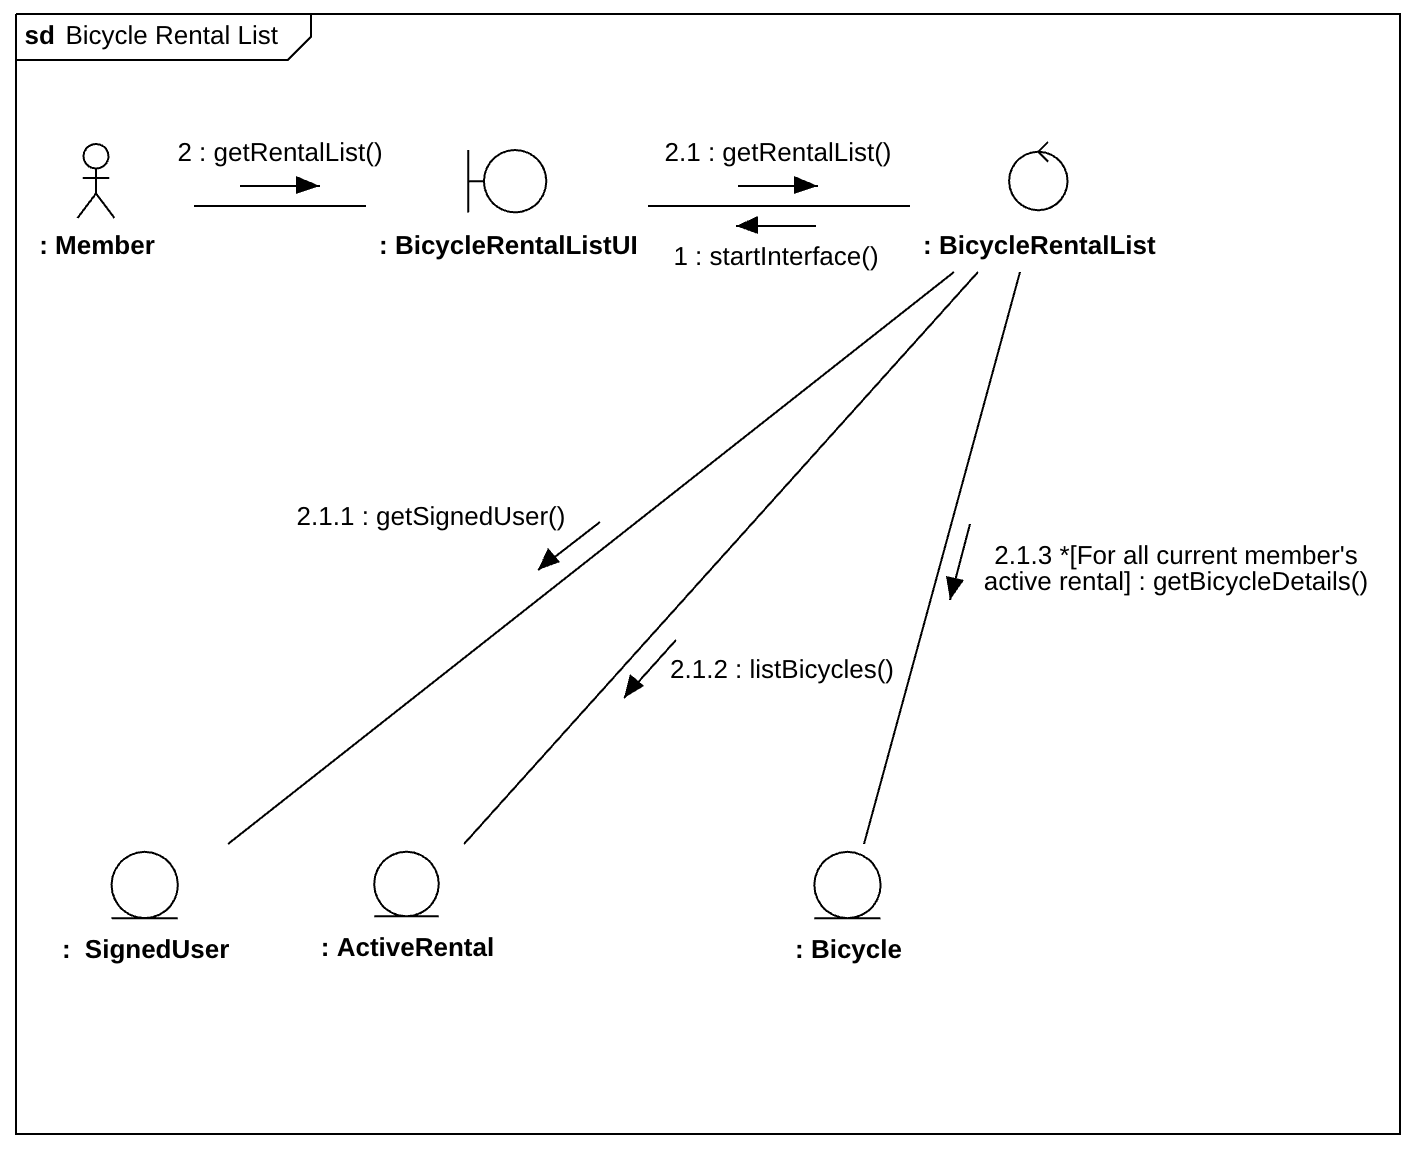 sd Bicycle Rental List
2 : getRentalList()
2.1 : getRentalList()
: Member
: BicycleRentalListUI
1 : startInterface()
: BicycleRentalList
2.1.1 : getSignedUser()
2.1.3 *[For all current member's
active rental] : getBicycleDetails()
2.1.2 : listBicycles()
: SignedUser
: ActiveRental
: Bicycle